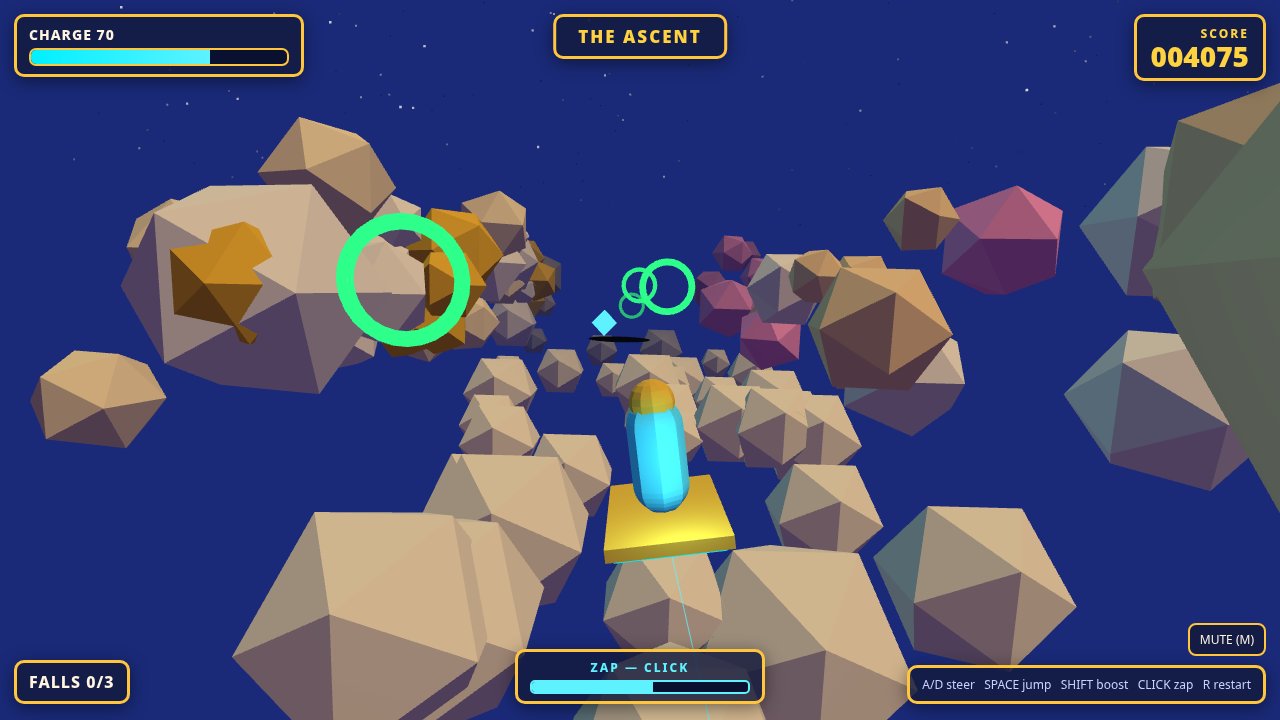 CHARGE 70
THE ASCENT
SCORE
004075
FALLS 0/3
ZAP — CLICK
MUTE (M)
A/D steer SPACE jump SHIFT boost CLICK zap R restart